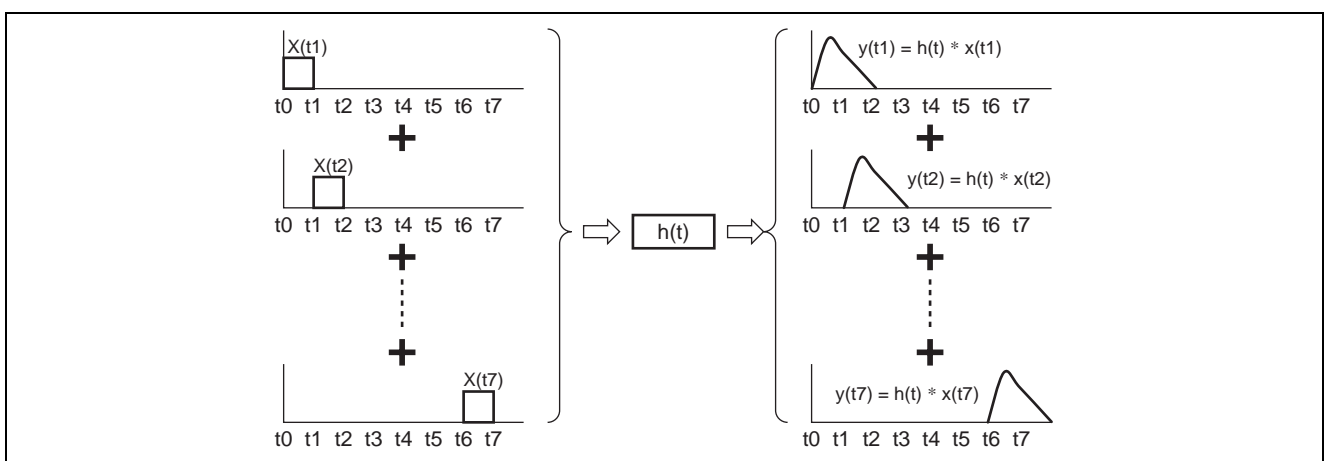 X(t1)
t0 t1 t2 t3 t4 t5 t6 t7
+
X(t2)
t0 t1 t2 t3 t4 t5 t6 t7
+
+
X(t7)
t0 t1 t2 t3 t4 t5 t6 t7
h(t)
y(t1) = h(t) * x(t1)
t0 t1 t2 t3 t4 t5 t6 t7
+
y(t2) = h(t) * x(t2)
t0 t1 t2 t3 t4 t5 t6 t7
+
+
y(t7) = h(t) * x(t7)
t0 t1 t2 t3 t4 t5 t6 t7